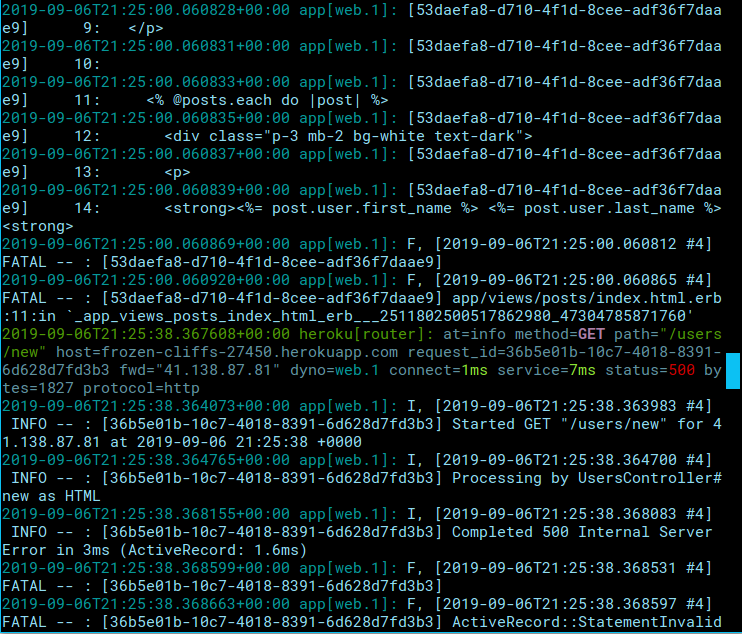 2019-09-06T21:25:00.060828+00:00 app[web.1]: [53daefa8-d710-4f1d-8cee-adf36f7daa
e9]      9:   </p>
2019-09-06T21:25:00.060831+00:00 app[web.1]: [53daefa8-d710-4f1d-8cee-adf36f7daa
e9]     10:
2019-09-06T21:25:00.060833+00:00 app[web.1]: [53daefa8-d710-4f1d-8cee-adf36f7daa
e9]     11:     <% @posts.each do |post| %>
2019-09-06T21:25:00.060835+00:00 app[web.1]: [53daefa8-d710-4f1d-8cee-adf36f7daa
e9]     12:       <div class="p-3 mb-2 bg-white text-dark">
2019-09-06T21:25:00.060837+00:00 app[web.1]: [53daefa8-d710-4f1d-8cee-adf36f7daa
e9]     13:       <p>
2019-09-06T21:25:00.060839+00:00 app[web.1]: [53daefa8-d710-4f1d-8cee-adf36f7daa
e9]     14:       <strong><%= post.user.first_name %> <%= post.user.last_name %>
<strong>
2019-09-06T21:25:00.060869+00:00 app[web.1]: F, [2019-09-06T21:25:00.060812 #4]
FATAL -- : [53daefa8-d710-4f1d-8cee-adf36f7daae9]
2019-09-06T21:25:00.060920+00:00 app[web.1]: F, [2019-09-06T21:25:00.060865 #4]
FATAL -- : [53daefa8-d710-4f1d-8cee-adf36f7daae9] app/views/posts/index.html.erb
:11:in `_app_views_posts_index_html_erb___2511802500517862980_47304785871760'
2019-09-06T21:25:38.367608+00:00 heroku[router]: at=info method=GET path="/users
/new" host=frozen-cliffs-27450.herokuapp.com request_id=36b5e01b-10c7-4018-8391-
6d628d7fd3b3 fwd="41.138.87.81" dyno=web.1 connect=1ms service=7ms status=500 by
tes=1827 protocol=http
2019-09-06T21:25:38.364073+00:00 app[web.1]: I, [2019-09-06T21:25:38.363983 #4]
 INFO -- : [36b5e01b-10c7-4018-8391-6d628d7fd3b3] Started GET "/users/new" for 4
1.138.87.81 at 2019-09-06 21:25:38 +0000
2019-09-06T21:25:38.364765+00:00 app[web.1]: I, [2019-09-06T21:25:38.364700 #4]
 INFO -- : [36b5e01b-10c7-4018-8391-6d628d7fd3b3] Processing by UsersController#
new as HTML
2019-09-06T21:25:38.368155+00:00 app[web.1]: I, [2019-09-06T21:25:38.368083 #4]
 INFO -- : [36b5e01b-10c7-4018-8391-6d628d7fd3b3] Completed 500 Internal Server
Error in 3ms (ActiveRecord: 1.6ms)
2019-09-06T21:25:38.368599+00:00 app[web.1]: F, [2019-09-06T21:25:38.368531 #4]
FATAL -- : [36b5e01b-10c7-4018-8391-6d628d7fd3b3]
2019-09-06T21:25:38.368663+00:00 app[web.1]: F, [2019-09-06T21:25:38.368597 #4]
FATAL -- : [36b5e01b-10c7-4018-8391-6d628d7fd3b3] ActiveRecord::StatementInvalid